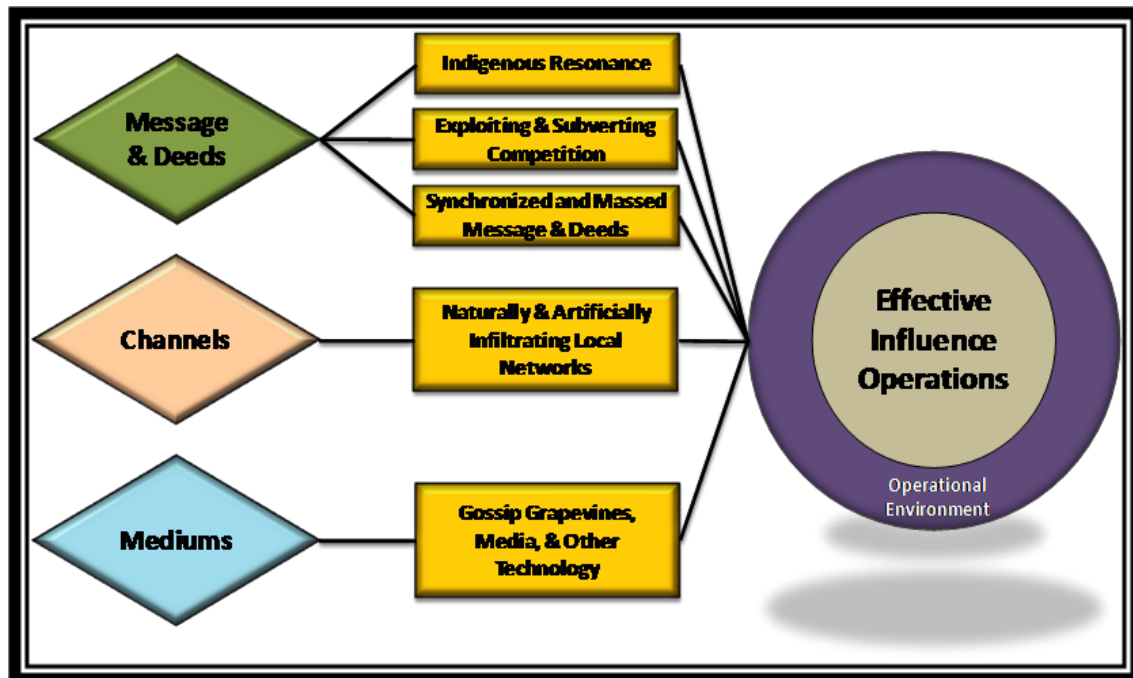 Message
& Deeds
Indigenous Resonance
Exploiting & Subverting
Competition
Synchronized and Massed
Message & Deeds
Channels
Naturally & Artificially
Infiltrating Local
Networks
Mediums
Gossip Grapevines,
Media, & Other
Technology
Effective
Influence
Operations
Operational
Environment